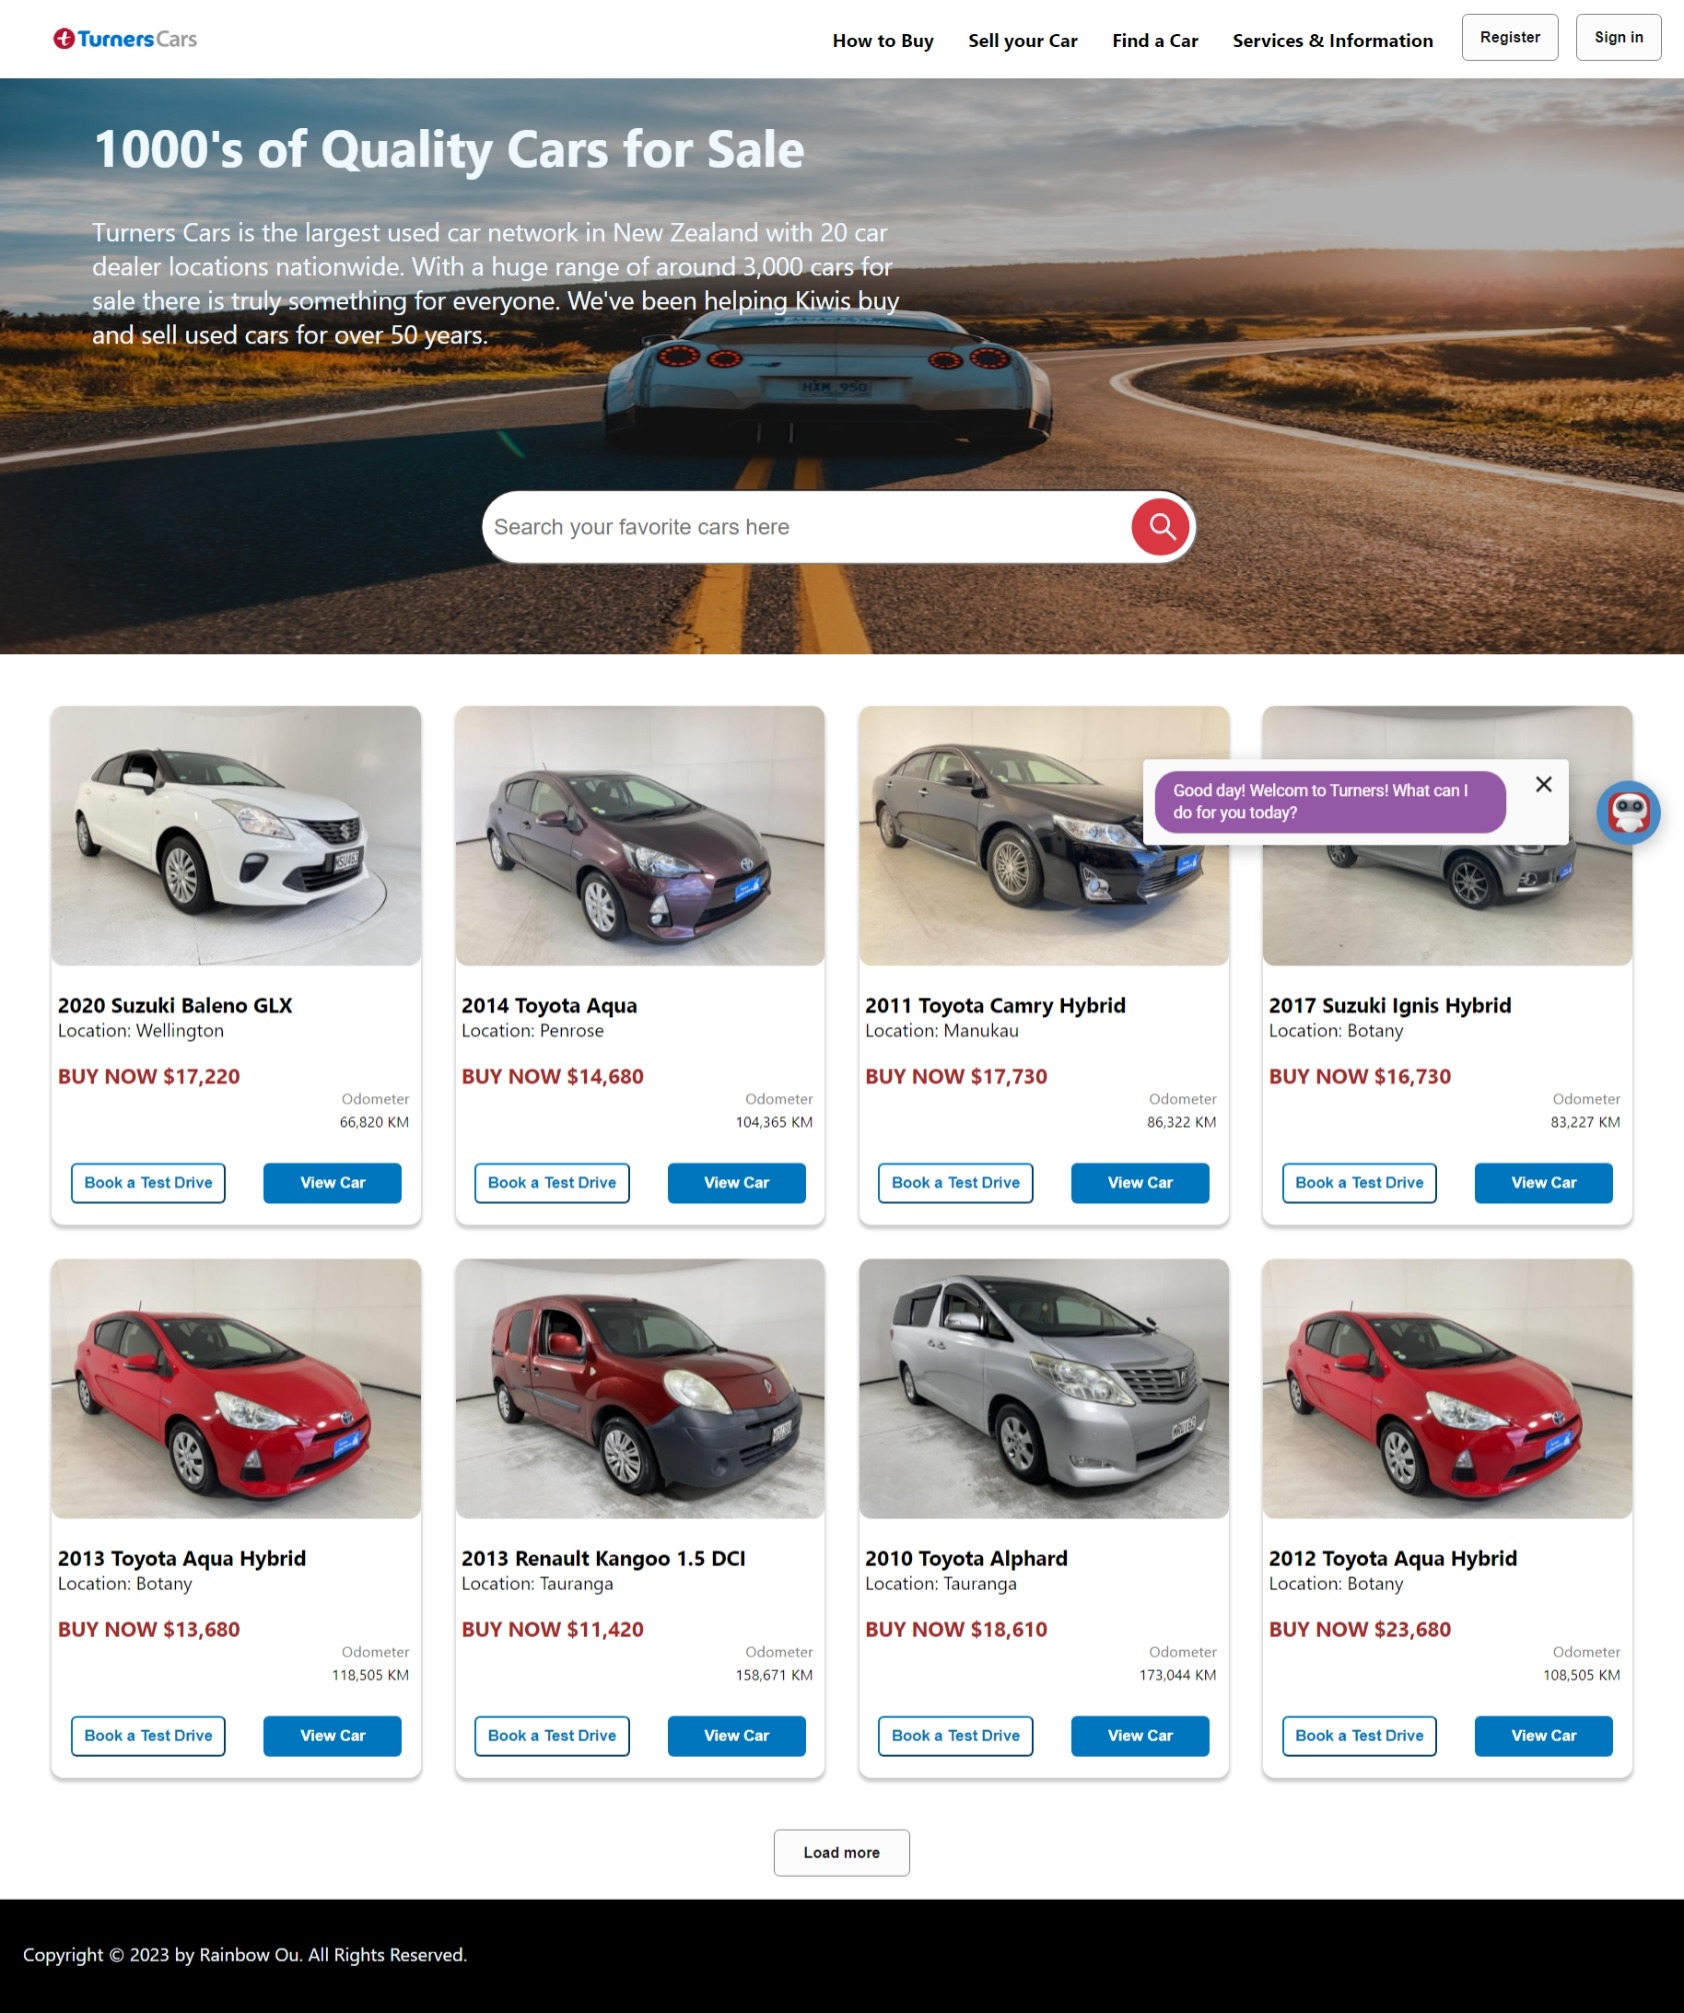 Turners Cars
How to Buy
Sell your Car
Find a Car
Services & Information
Register
Sign in
1000's of Quality Cars for Sale
Turners Cars is the largest used car network in New Zealand with 20 car
dealer locations nationwide. With a huge range of around 3,000 cars for
sale there is truly something for everyone. We've been helping Kiwis buy
and sell used cars for over 50 years.
HXM 950
Search your favorite cars here
Good day! Welcom to Turners! What can I
do for you today?
2020 Suzuki Baleno GLX
Location: Wellington
BUY NOW $17,220
Odometer
66,820 KM
Book a Test Drive
View Car
2014 Toyota Aqua
Location: Penrose
BUY NOW $14,680
Odometer
104,365 KM
Book a Test Drive
View Car
2011 Toyota Camry Hybrid
Location: Manukau
BUY NOW $17,730
Odometer
86,322 KM
Book a Test Drive
View Car
2017 Suzuki Ignis Hybrid
Location: Botany
BUY NOW $16,730
Odometer
83,227 KM
Book a Test Drive
View Car
2013 Toyota Aqua Hybrid
Location: Botany
BUY NOW $13,680
Odometer
118,505 KM
Book a Test Drive
View Car
2013 Renault Kangoo 1.5 DCI
Location: Tauranga
BUY NOW $11,420
Odometer
158,671 KM
Book a Test Drive
View Car
2010 Toyota Alphard
Location: Tauranga
BUY NOW $18,610
Odometer
173,044 KM
Book a Test Drive
View Car
2012 Toyota Aqua Hybrid
Location: Botany
BUY NOW $23,680
Odometer
108,505 KM
Book a Test Drive
View Car
Load more
Copyright © 2023 by Rainbow Ou. All Rights Reserved.